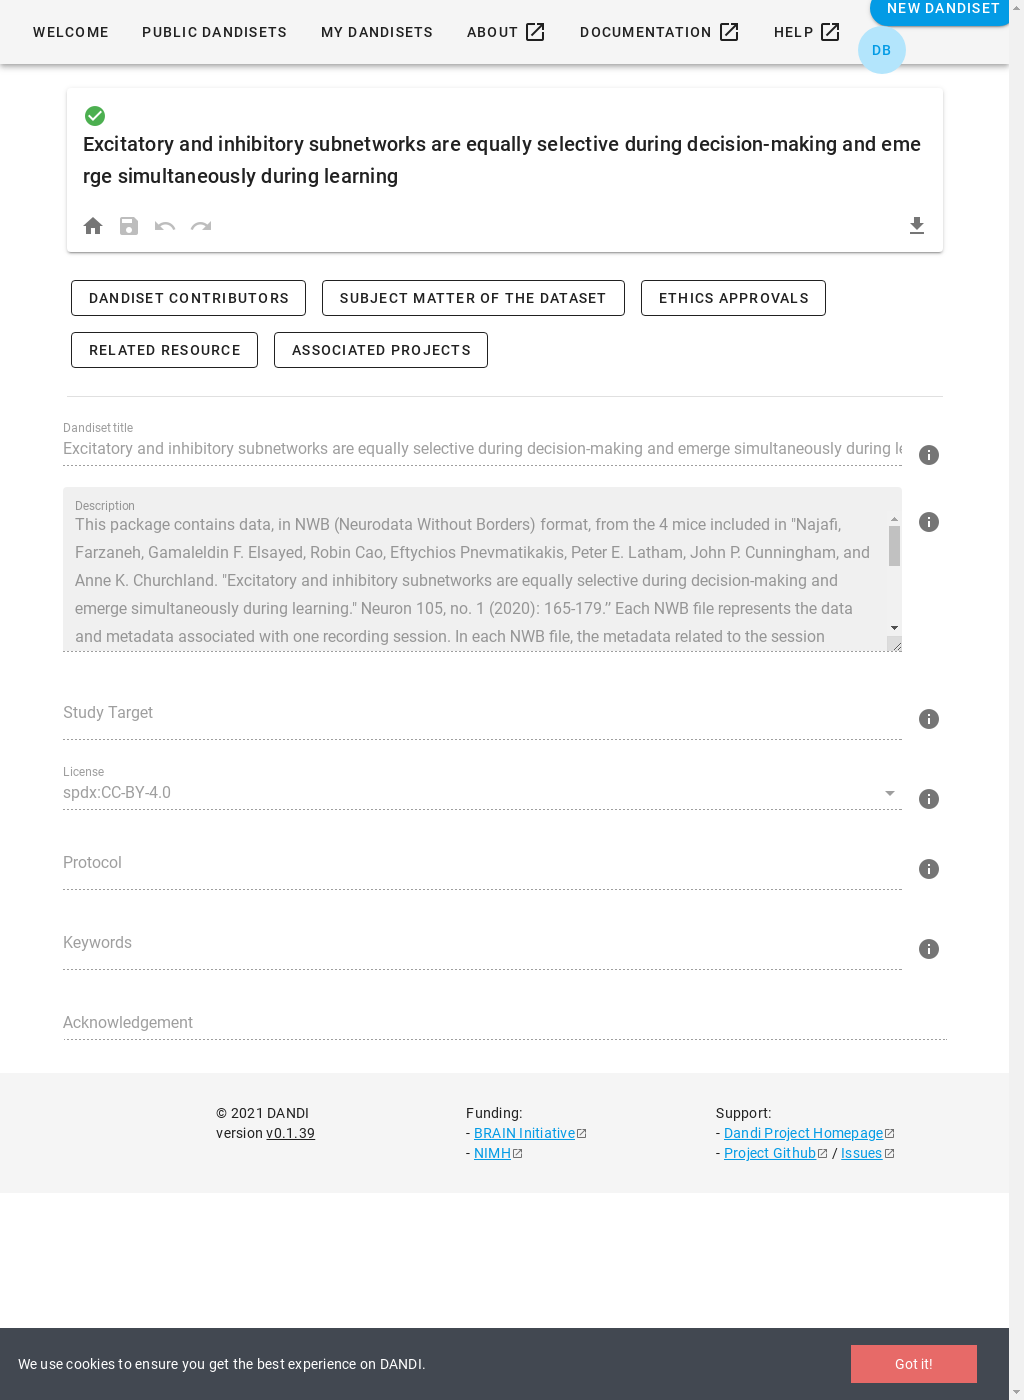 WELCOME PUBLIC DANDISETS MY DANDISETS ABOUT DOCUMENTATION HELP NEW DANDISET
DB
Excitatory and inhibitory subnetworks are equally selective during decision-making and eme
rge simultaneously during learning
DANDISET CONTRIBUTORS SUBJECT MATTER OF THE DATASET ETHICS APPROVALS
RELATED RESOURCE ASSOCIATED PROJECTS
Dandiset title
Excitatory and inhibitory subnetworks are equally selective during decision-making and emerge simultaneously during le
Description
This package contains data, in NWB (Neurodata Without Borders) format, from the 4 mice included in "Najafi,
Farzaneh, Gamaleldin F. Elsayed, Robin Cao, Eftychios Pnevmatikakis, Peter E. Latham, John P. Cunningham, and
Anne K. Churchland. "Excitatory and inhibitory subnetworks are equally selective during decision-making and
emerge simultaneously during learning." Neuron 105, no. 1 (2020): 165-179.” Each NWB file represents the data
and metadata associated with one recording session. In each NWB file, the metadata related to the session
Study Target
License
spdx:CC-BY-4.0
Protocol
Keywords
Acknowledgement
© 2021 DANDI
version v0.1.39
Funding:
- BRAIN Initiative
- NIMH
Support:
- Dandi Project Homepage
- Project Github / Issues
We use cookies to ensure you get the best experience on DANDI.
Got it!